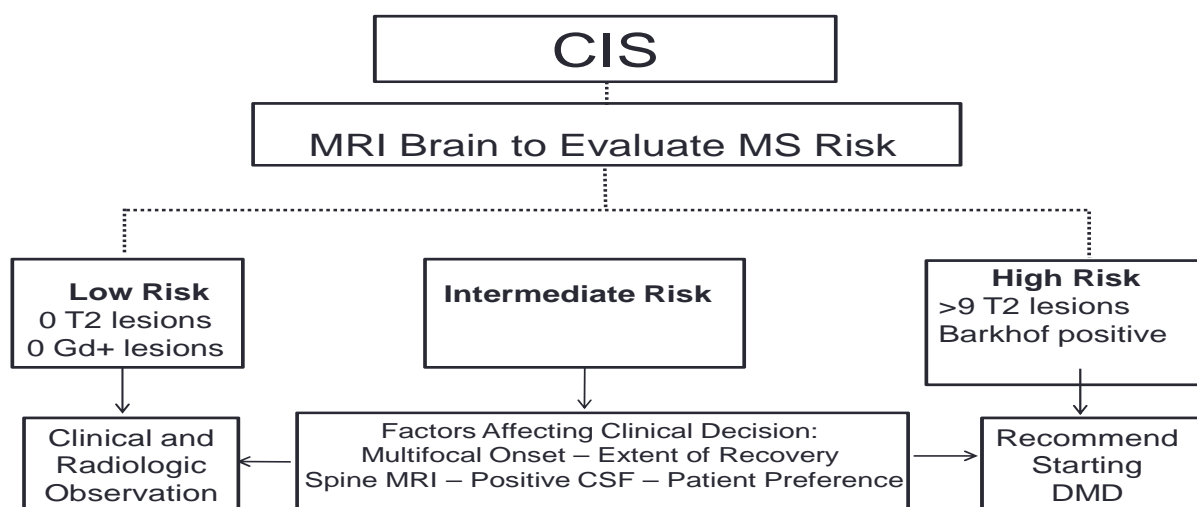 CIS
MRI Brain to Evaluate MS Risk
Low Risk
0 T2 lesions
0 Gd+ lesions
Intermediate Risk
High Risk
>9 T2 lesions
Barkhof positive
Clinical and
Radiologic
Observation
Factors Affecting Clinical Decision:
Multifocal Onset – Extent of Recovery
Spine MRI – Positive CSF – Patient Preference
Recommend
Starting
DMD